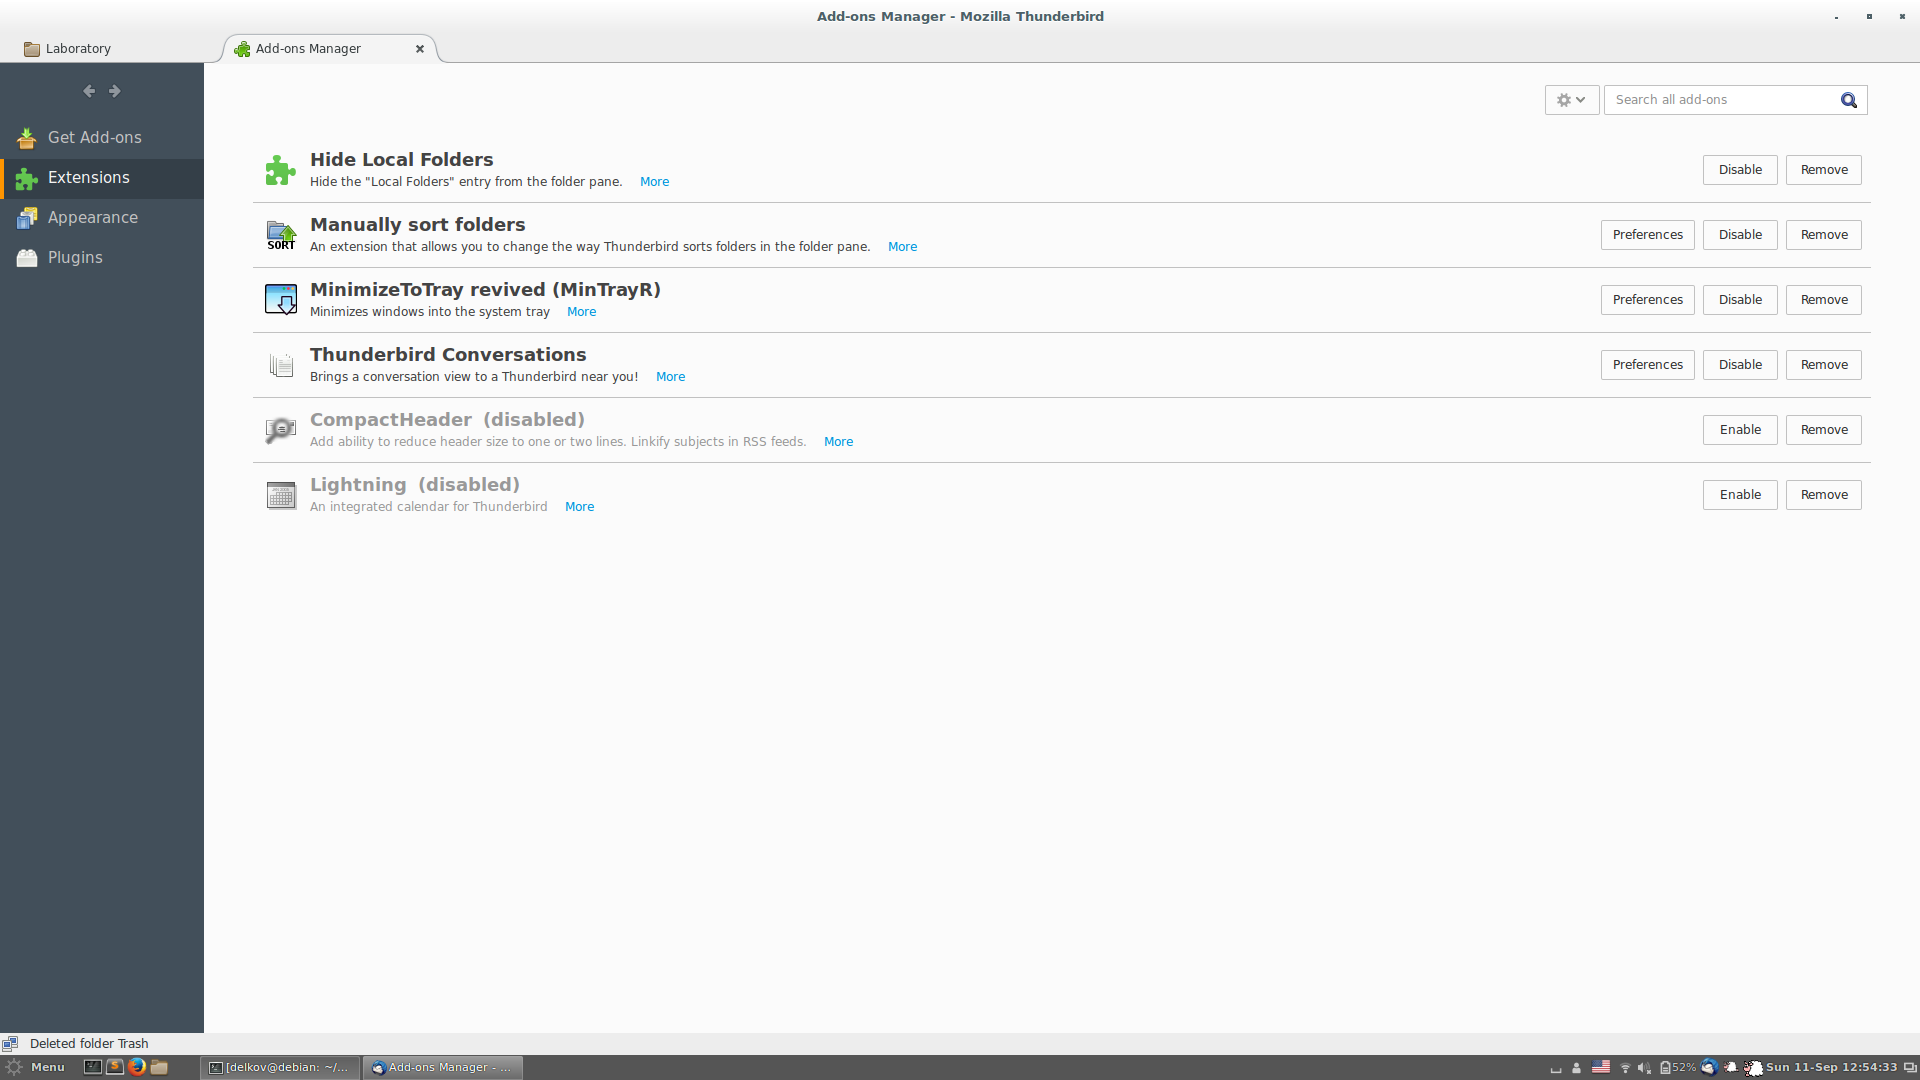 Add-ons Manager - Mozilla Thunderbird
Laboratory
Add-ons Manager
Search all add-ons
Get Add-ons
Extensions
Appearance
Plugins
Hide Local Folders
Hide the "Local Folders" entry from the folder pane. More
Disable Remove
Manually sort folders
An extension that allows you to change the way Thunderbird sorts folders in the folder pane. More
Preferences Disable Remove
SORT
MinimizeToTray revived (MinTrayR)
Minimizes windows into the system tray More
Preferences Disable Remove
Thunderbird Conversations
Brings a conversation view to a Thunderbird near you! More
Preferences Disable Remove
CompactHeader (disabled)
Add ability to reduce header size to one or two lines. Linkify subjects in RSS feeds. More
Enable Remove
Lightning (disabled)
An integrated calendar for Thunderbird More
Enable Remove
Deleted folder Trash
Menu [delkov@debian: ~/... Add-ons Manager - ... 52% Sun 11-Sep 12:54:33